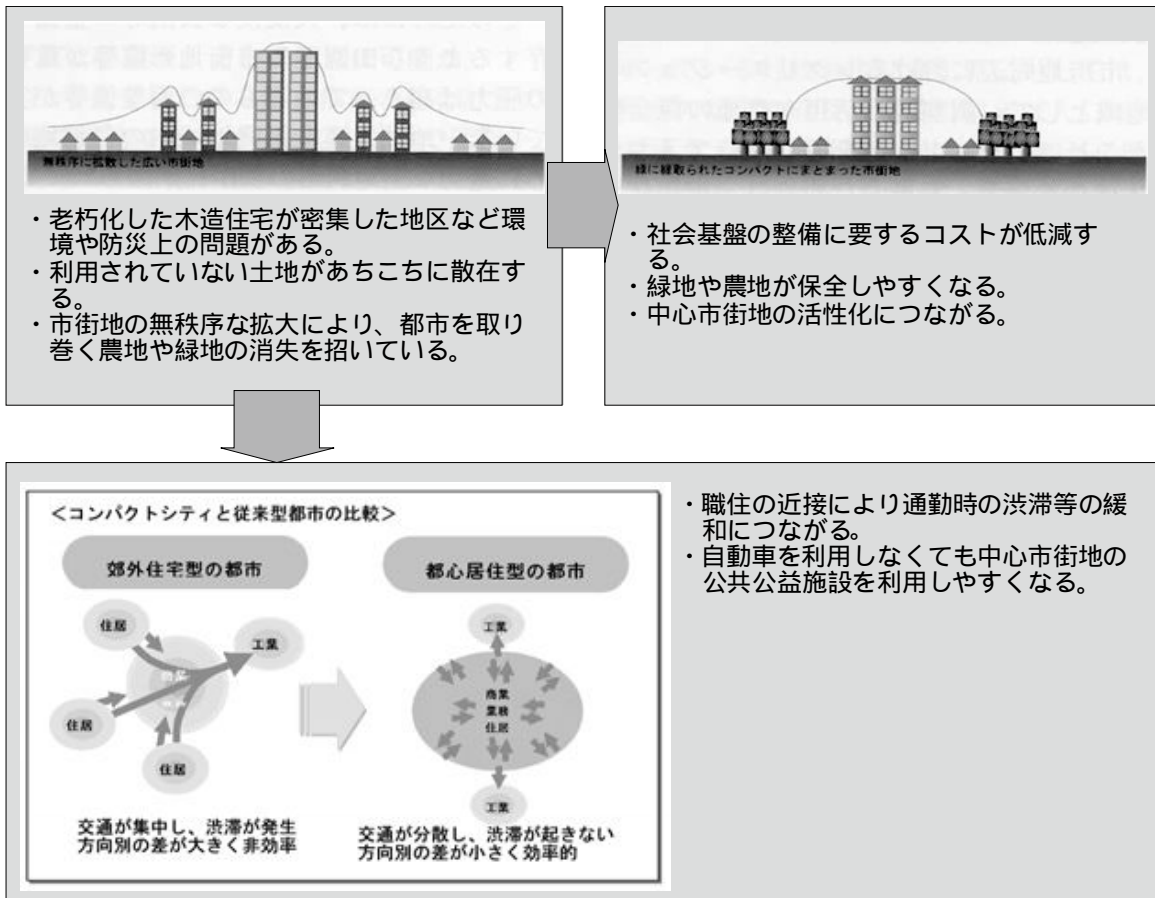 無秩序に拡散した広い市街地
・老朽化した木造住宅が密集した地区など環
境や防災上の問題がある。
・利用されていない土地があちこちに散在す
る。
・市街地の無秩序な拡大により、都市を取り
巻く農地や緑地の消失を招いている。
緑に縁取られたコンパクトにまとまった市街地
・社会基盤の整備に要するコストが低減す
る。
・緑地や農地が保全しやすくなる。
・中心市街地の活性化につながる。
＜コンパクトシティと従来型都市の比較＞
郊外住宅型の都市
住居
工業
住居
住居
交通が集中し、渋滞が発生
方向別の差が大きく非効率
都心居住型の都市
工業
商業
業務
住居
工業
交通が分散し、渋滞が起きない
方向別の差が小さく効率的
・職住の近接により通勤時の渋滞等の緩
和につながる。
・自動車を利用しなくても中心市街地の
公共公益施設を利用しやすくなる。